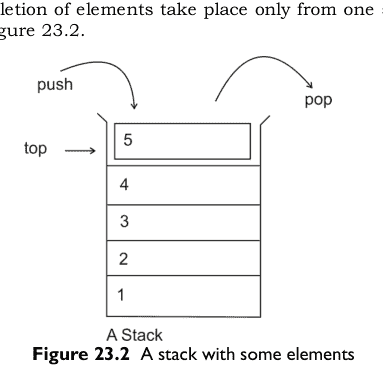 letion of elements take place only from one
gure 23.2.
push
pop
top
5
4
3
2
1
A Stack
Figure 23.2 A stack with some elements